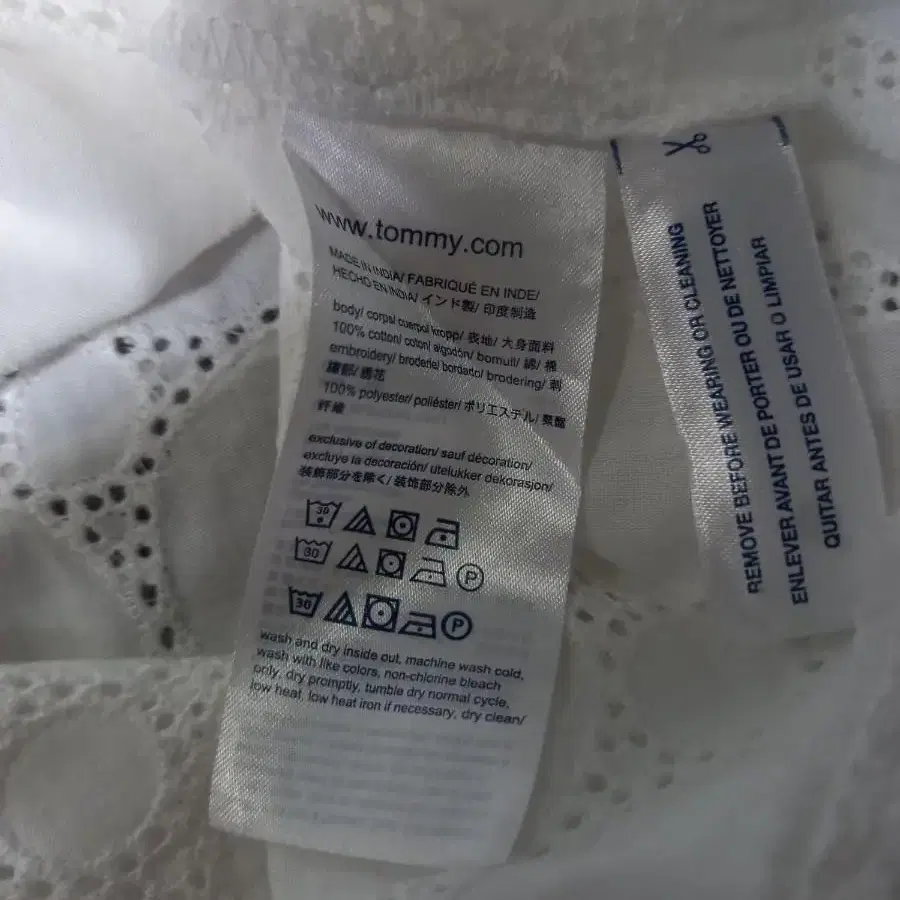 www.tommy.com
MADE IN INDIA/ FABRIQUÉ EN INDE/
HECHO EN INDIA/ インド製/ 印度制造
body/ corps/ cuerpo/ kropp/ 表地/ 大身面料
100% cotton/ coton/ algodón/ bomull/ 綿/ 棉
embroidery/ broderie/ bordado/ brodering/ 刺
繍部/ 绣花
100% polyester/ poliéster/ ポリエステル/ 聚酯
纤维
exclusive of decoration/ sauf décoration/
excluye la decoración/ utelukker dekorasjon/
装飾部分を除く/ 装饰部分除外
30
30 P
30 P
wash and dry inside out, machine wash cold,
wash with like colors, non-chlorine bleach
only, dry promptly, tumble dry normal cycle,
low heat, low heat iron if necessary, dry clean/
REMOVE BEFORE WEARING OR CLEANING
ENLEVER AVANT DE PORTER OU DE NETTOYER
QUITAR ANTES DE USAR O LIMPIAR